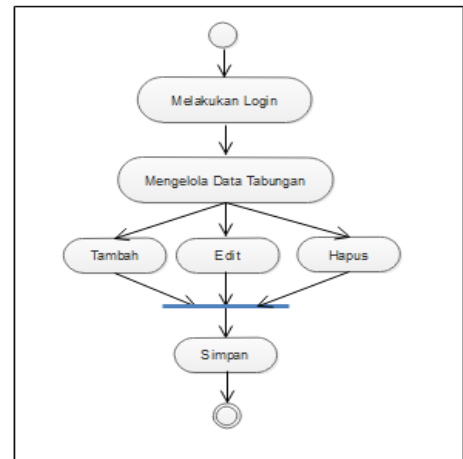 Melakukan Login
Mengelola Data Tabungan
Tambah
Edit
Hapus
Simpan